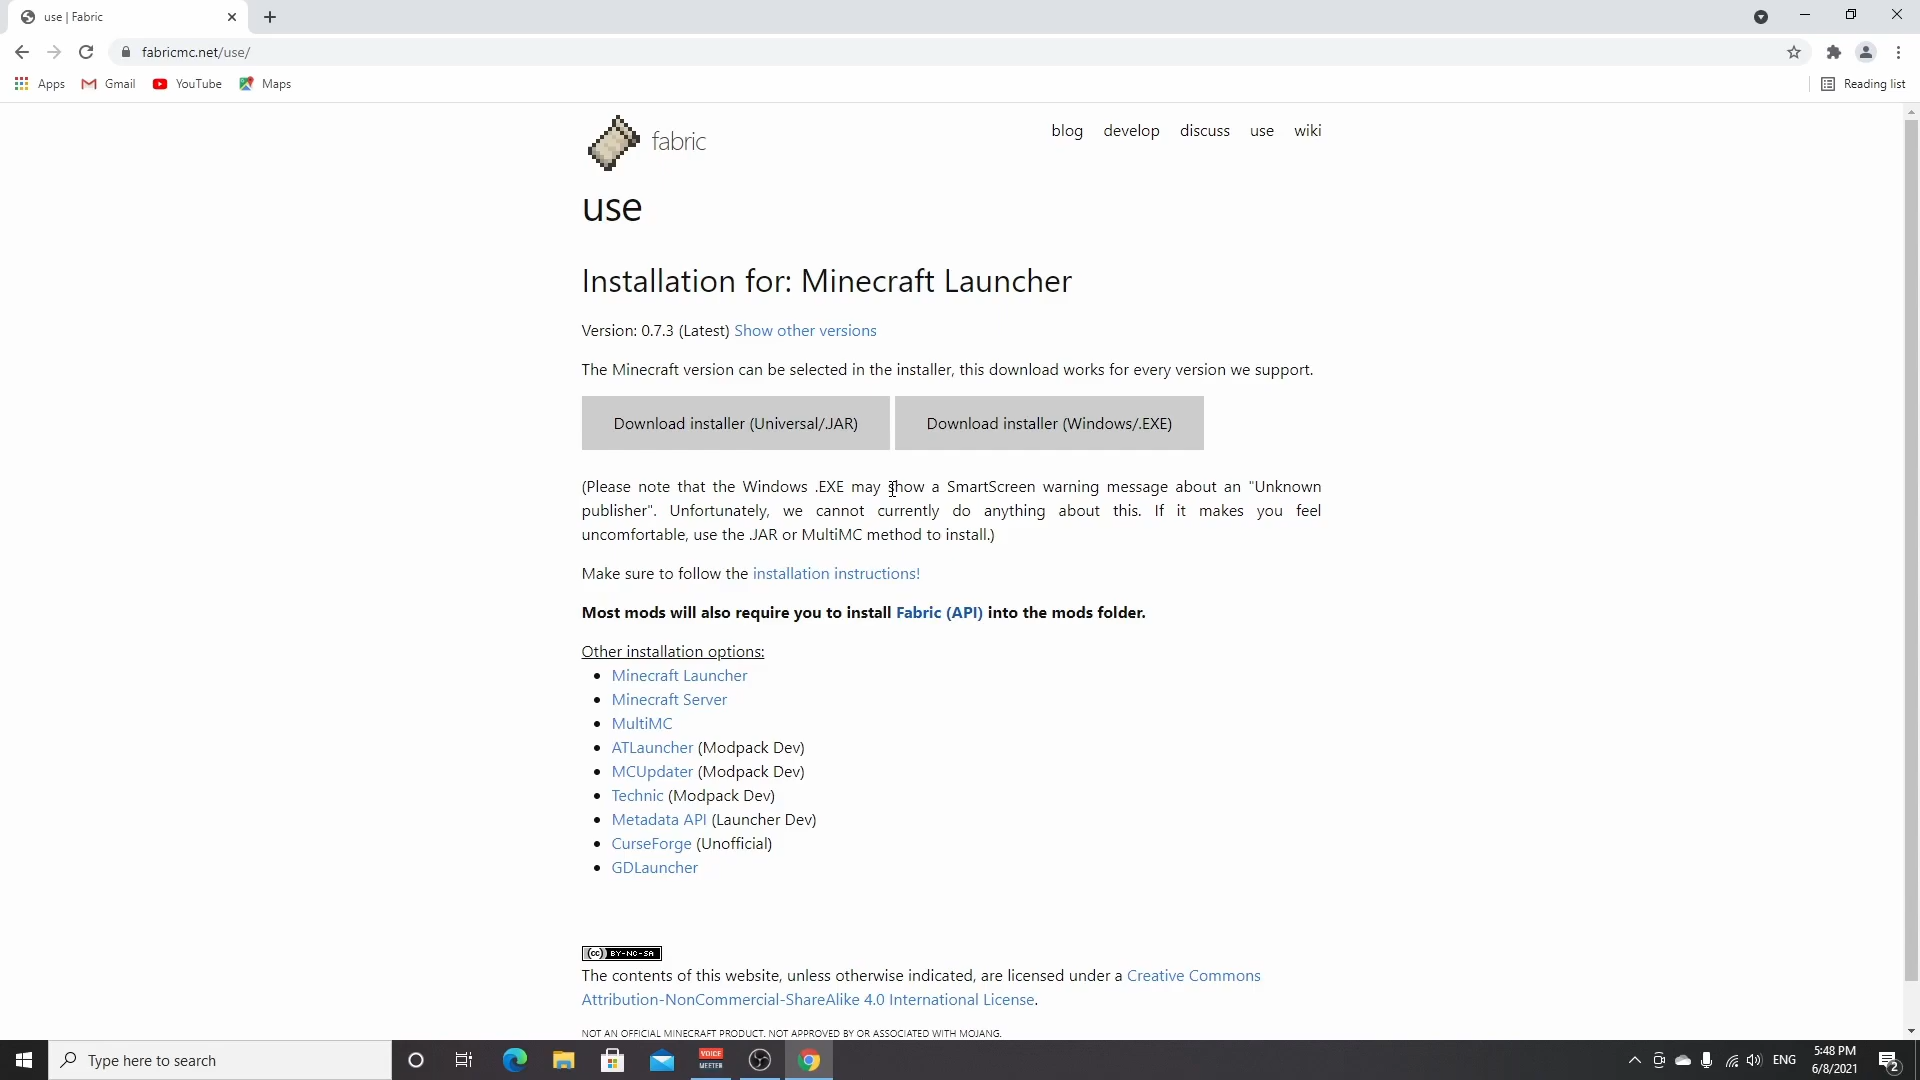 use | Fabric
fabricmc.net/use/
Apps Gmail YouTube Maps Reading list
fabric
blog develop discuss use wiki
use
Installation for: Minecraft Launcher
Version: 0.7.3 (Latest) Show other versions
The Minecraft version can be selected in the installer, this download works for every version we support.
Download installer (Universal/.JAR) Download installer (Windows/.EXE)
(Please note that the Windows .EXE may show a SmartScreen warning message about an "Unknown
publisher". Unfortunately, we cannot currently do anything about this. If it makes you feel
uncomfortable, use the .JAR or MultiMC method to install.)
Make sure to follow the installation instructions!
Most mods will also require you to install Fabric (API) into the mods folder.
Other installation options:
Minecraft Launcher
Minecraft Server
MultiMC
ATLauncher (Modpack Dev)
MCUpdater (Modpack Dev)
Technic (Modpack Dev)
Metadata API (Launcher Dev)
CurseForge (Unofficial)
GDLauncher
(cc) BY-NC-SA
The contents of this website, unless otherwise indicated, are licensed under a Creative Commons
Attribution-NonCommercial-ShareAlike 4.0 International License.
NOT AN OFFICIAL MINECRAFT PRODUCT. NOT APPROVED BY OR ASSOCIATED WITH MOJANG.
Type here to search
VOICE
MEETER
ENG
5:48 PM
6/8/2021
2